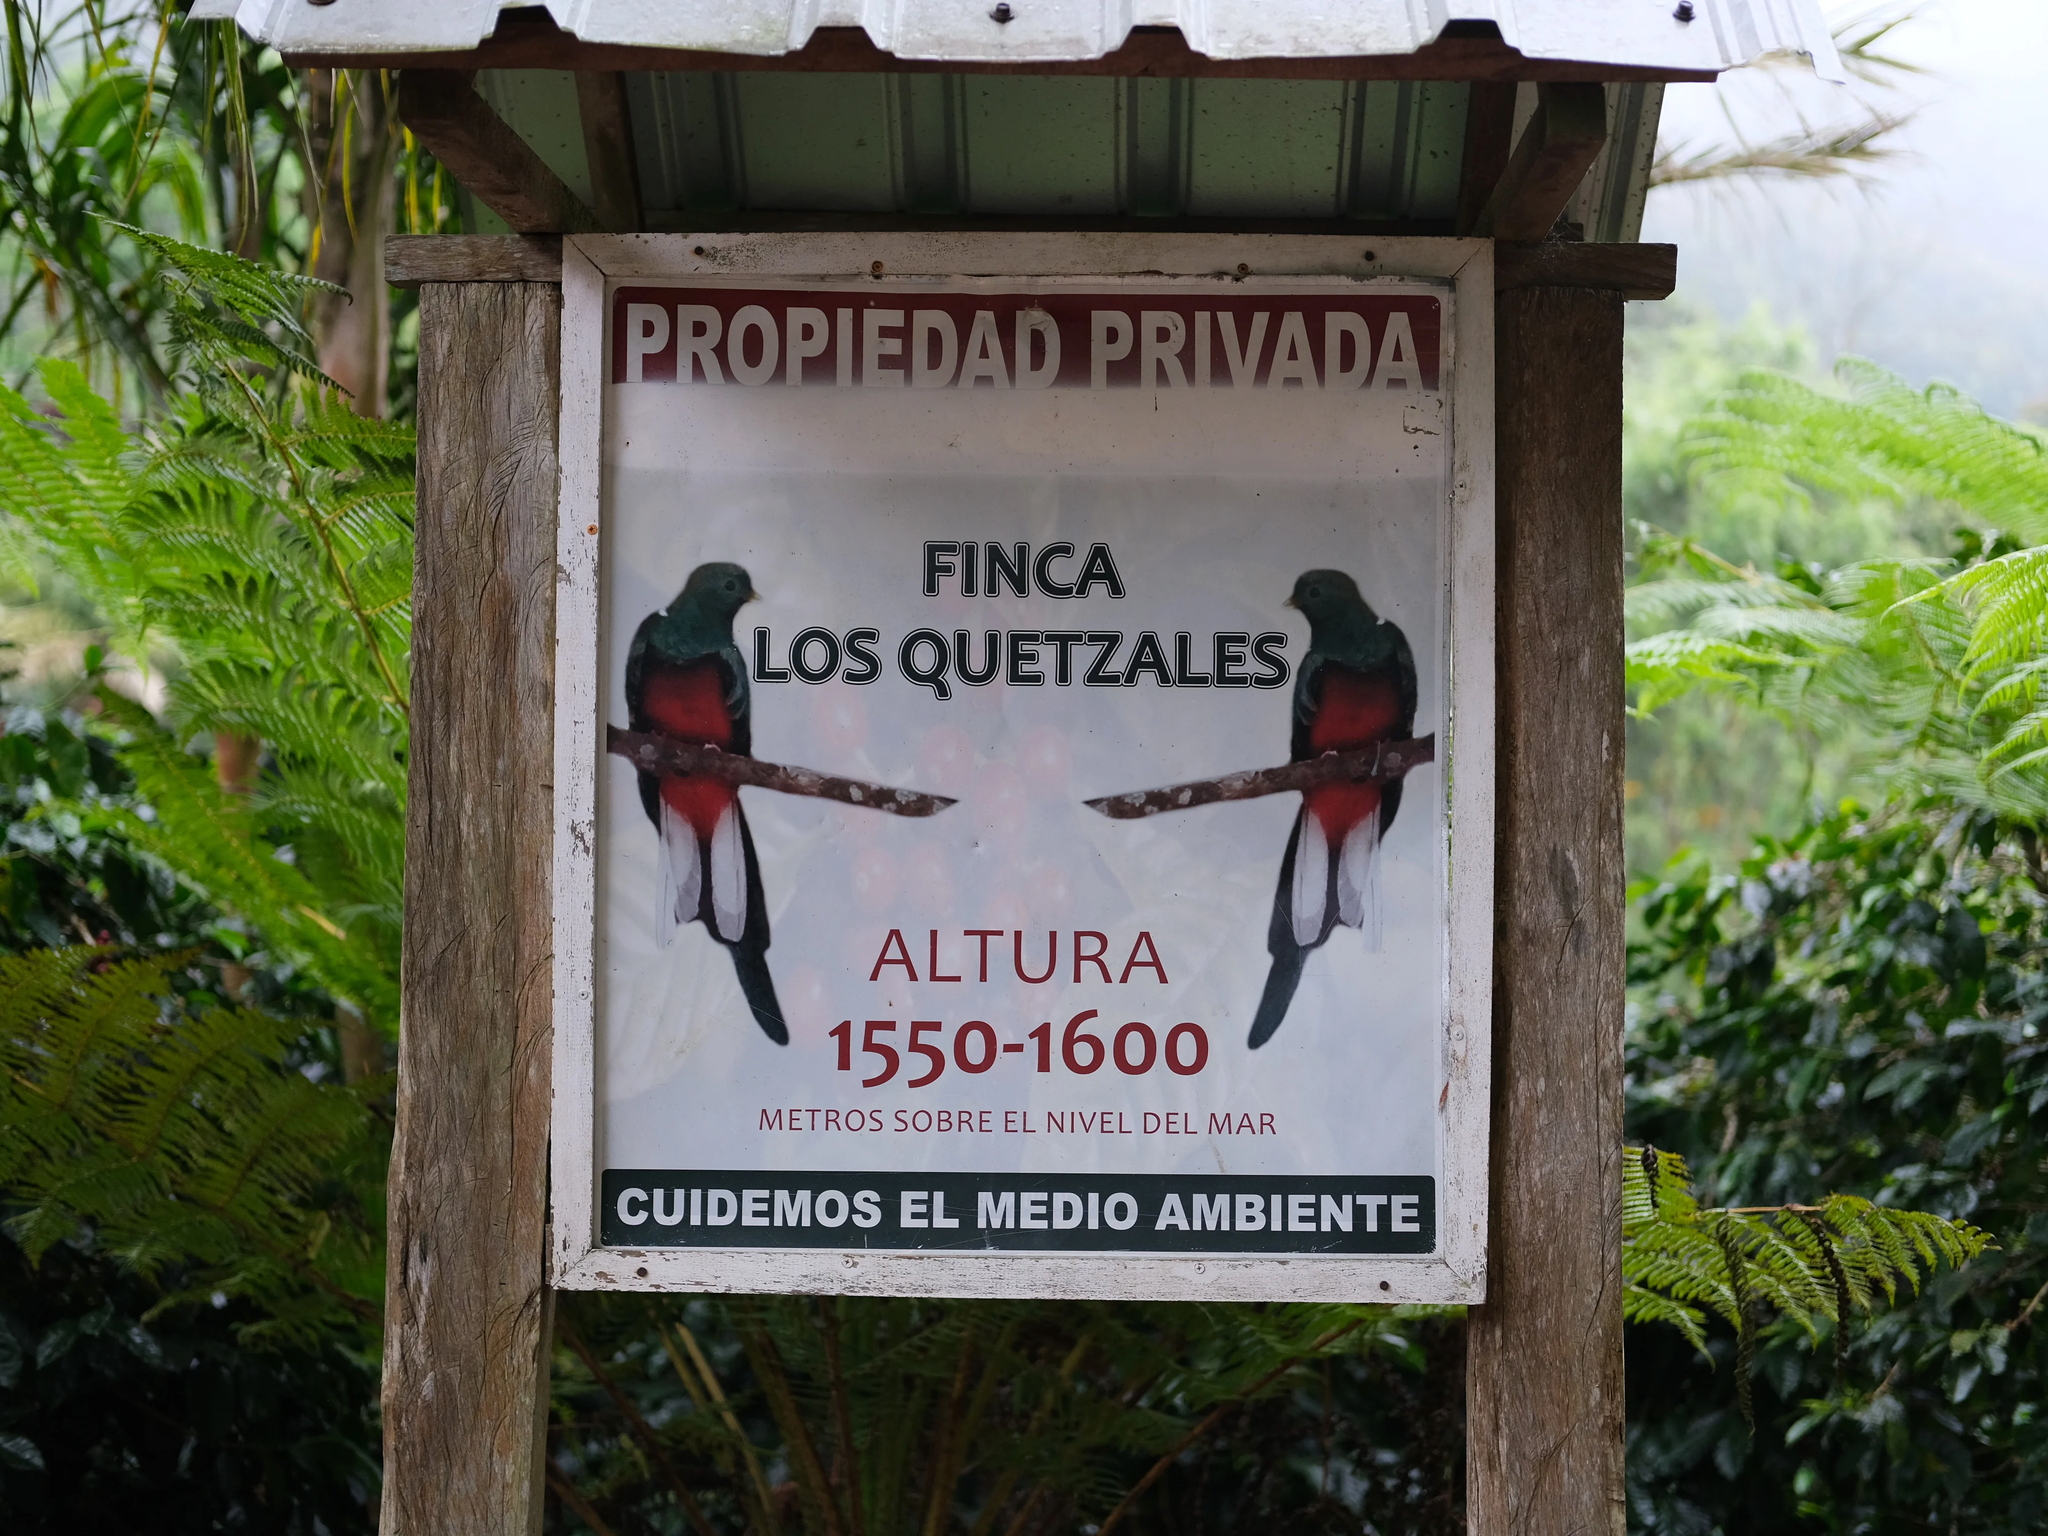 PROPIEDAD PRIVADA
FINCA
LOS QUETZALES
ALTURA
1550-1600
METROS SOBRE EL NIVEL DEL MAR
CUIDEMOS EL MEDIO AMBIENTE